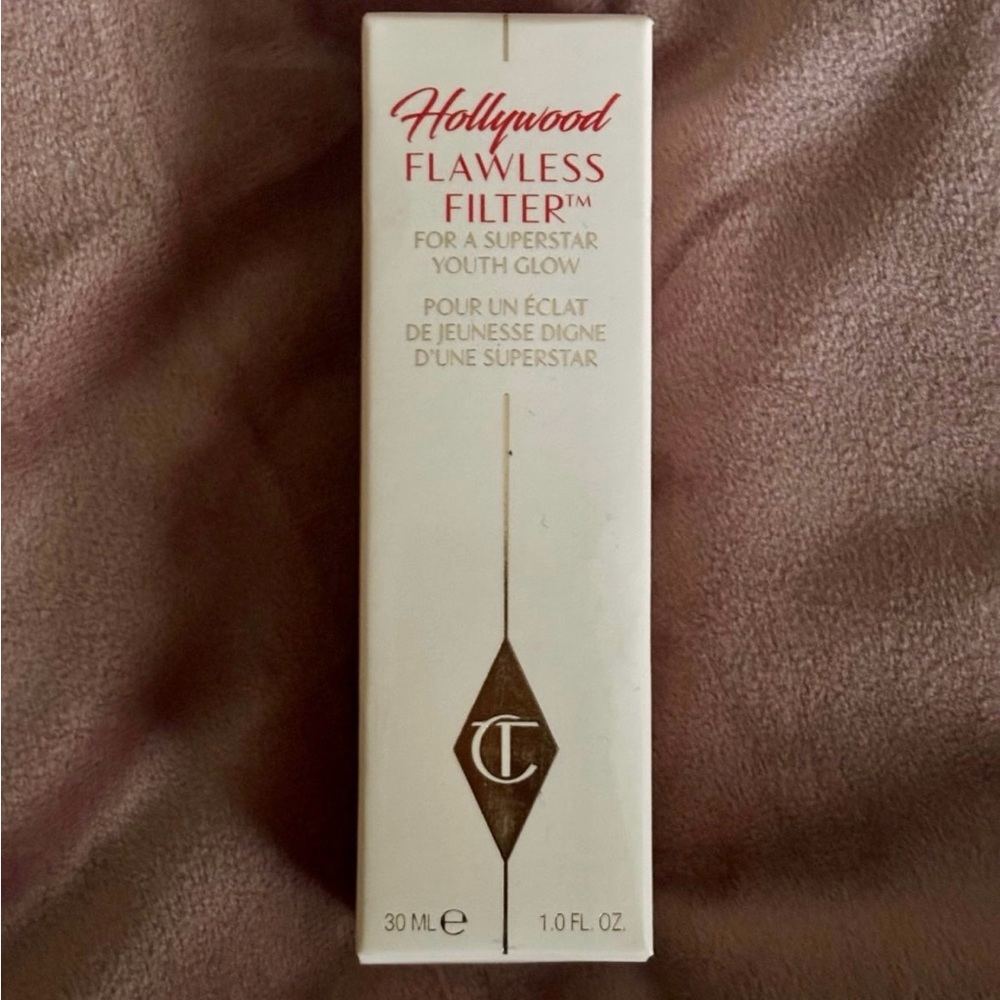 Hollywood
FLAWLESS
FILTER™
FOR A SUPERSTAR
YOUTH GLOW
POUR UN ÉCLAT
DE JEUNESSE DIGNE
D'UNE SUPERSTAR
CT
30 ML ℮ 1.0 FL. OZ.